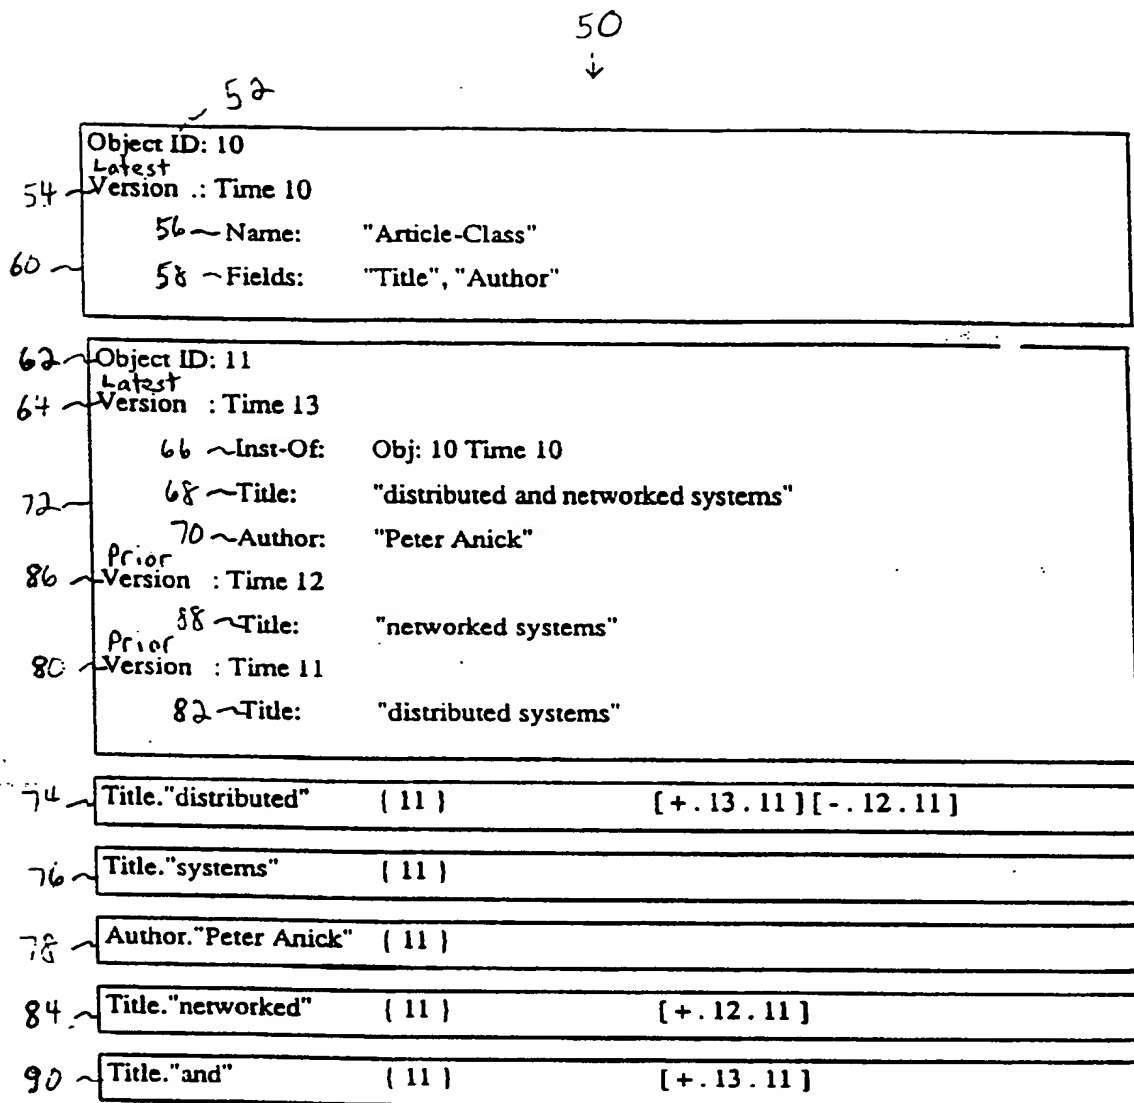 50
52
Object ID: 10
Latest
54 Version .: Time 10
56 Name: "Article-Class"
60
58 Fields: "Title", "Author"
62 Object ID: 11
Latest
64 Version : Time 13
66 Inst-Of: Obj: 10 Time 10
72 68 Title: "distributed and networked systems"
70 Author: "Peter Anick"
Prior
86 Version : Time 12
88 Title: "networked systems"
Prior
80 Version : Time 11
82 Title: "distributed systems"
74 Title."distributed" { 11 } [ + . 13 . 11 ] [ - . 12 . 11 ]
76 Title."systems" { 11 }
78 Author."Peter Anick" { 11 }
84 Title."networked" { 11 } [ + . 12 . 11 ]
90 Title."and" { 11 } [ + . 13 . 11 ]